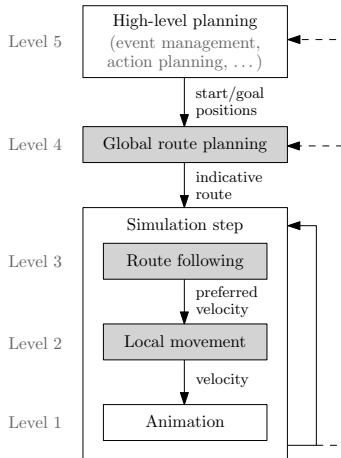 High-level planning
Level 5
(event management,
action planning, ...)
start/goal
positions
Level 4
Global route planning
indicative
route
Simulation step
Level 3
Route following
preferred
velocity
Level 2
Local movement
velocity
Level 1
Animation